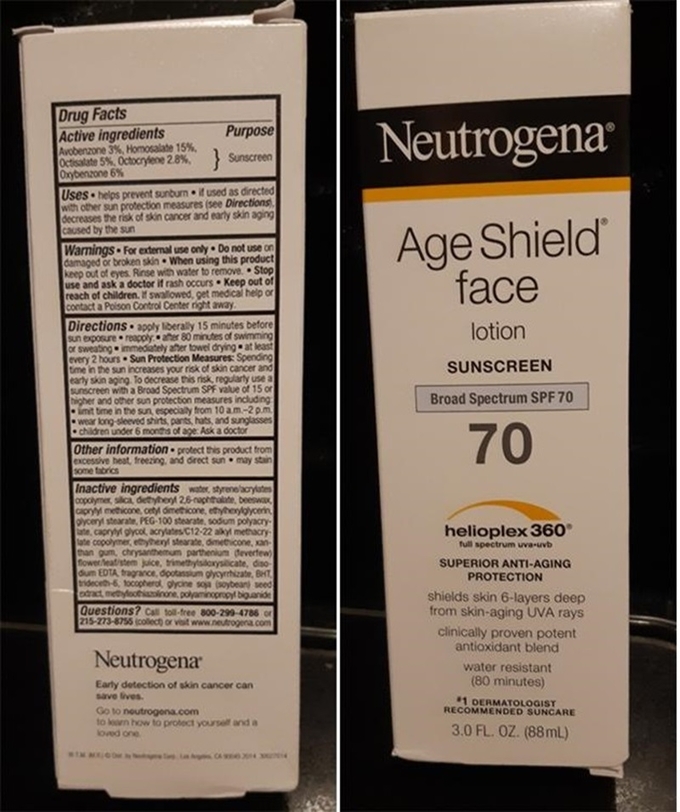 Drug Facts
Active ingredients Purpose
Avobenzone 3%, Homosalate 15%,
Octisalate 5%, Octocrylene 2.8%, } Sunscreen
Oxybenzone 6%
Uses • helps prevent sunburn • if used as directed
with other sun protection measures (see Directions),
decreases the risk of skin cancer and early skin aging
caused by the sun
Warnings • For external use only • Do not use on
damaged or broken skin • When using this product
keep out of eyes. Rinse with water to remove. • Stop
use and ask a doctor if rash occurs • Keep out of
reach of children. If swallowed, get medical help or
contact a Poison Control Center right away.
Directions • apply liberally 15 minutes before
sun exposure • reapply: • after 80 minutes of swimming
or sweating • immediately after towel drying • at least
every 2 hours • Sun Protection Measures: Spending
time in the sun increases your risk of skin cancer and
early skin aging. To decrease this risk, regularly use a
sunscreen with a Broad Spectrum SPF value of 15 or
higher and other sun protection measures including:
• limit time in the sun, especially from 10 a.m.–2 p.m.
• wear long-sleeved shirts, pants, hats, and sunglasses
• children under 6 months of age: Ask a doctor
Other information • protect this product from
excessive heat, freezing, and direct sun • may stain
some fabrics
Inactive ingredients water, styrene/acrylates
copolymer, silica, diethylhexyl 2,6-naphthalate, beeswax,
caprylyl methicone, cetyl dimethicone, ethylhexylglycerin,
glyceryl stearate, PEG-100 stearate, sodium polyacry-
late, caprylyl glycol, acrylates/C12-22 alkyl methacry-
late copolymer, ethylhexyl stearate, dimethicone, xan-
than gum, chrysanthemum parthenium (feverfew)
flower/leaf/stem juice, trimethylsiloxysilicate, diso-
dium EDTA, fragrance, dipotassium glycyrrhizate, BHT,
trideceth-6, tocopherol, glycine soja (soybean) seed
extract, methylisothiazolinone, polyaminopropyl biguanide
Questions? Call toll-free 800-299-4786 or
215-273-8755 (collect) or visit www.neutrogena.com
Neutrogena®
Early detection of skin cancer can
save lives.
Go to neutrogena.com
to learn how to protect yourself and a
loved one.
Dist. by Neutrogena Corp., Los Angeles, CA 90045 2014
Neutrogena®
Age Shield®
face
lotion
SUNSCREEN
Broad Spectrum SPF 70
70
helioplex 360®
full spectrum uva•uvb
SUPERIOR ANTI-AGING
PROTECTION
shields skin 6-layers deep
from skin-aging UVA rays
clinically proven potent
antioxidant blend
water resistant
(80 minutes)
#1 DERMATOLOGIST
RECOMMENDED SUNCARE
3.0 FL. OZ. (88mL)